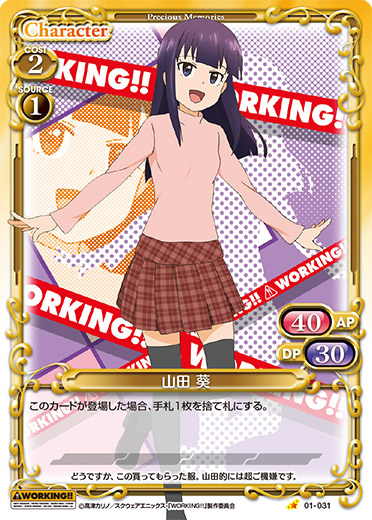 Precious Memories
Character
COST
2
SOURCE
1
WORKING!!
WORKING!
WORKING!!
WORKING!!
WORKING!!
40 AP
DP 30
山田 葵
このカードが登場した場合、手札1枚を捨て札にする。
どうですか、この買ってもらった服。山田的には超ご機嫌です。
WORKING!!
©高津カリノ/スクウェアエニックス・「WORKING!!」製作委員会
01-031